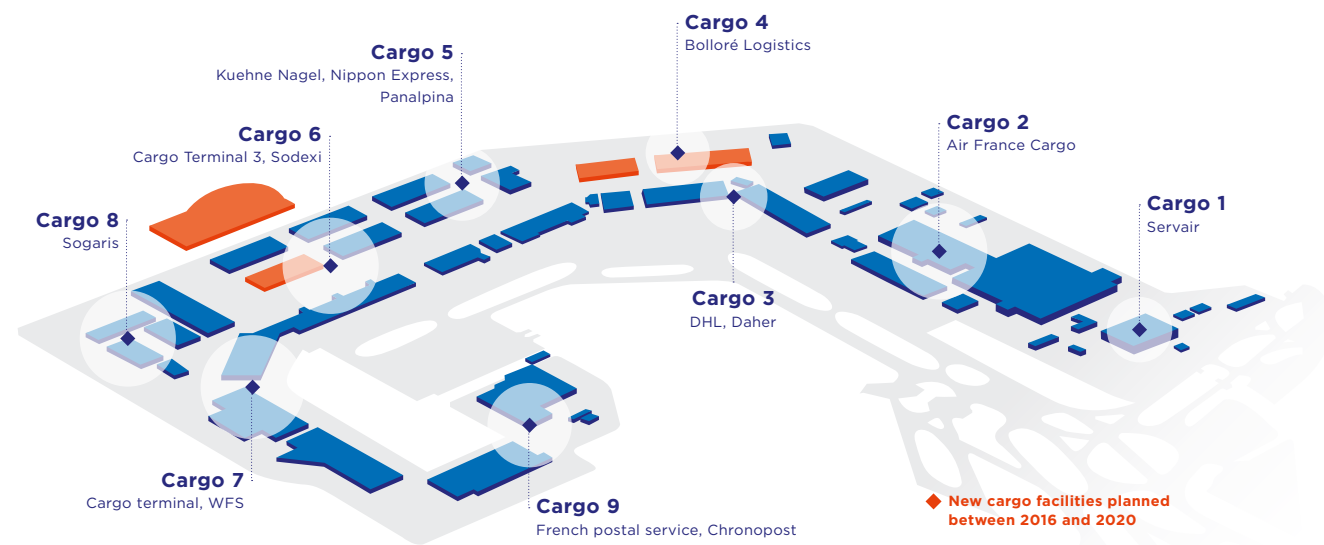 Cargo 4
Bolloré Logistics
Cargo 5
Kuehne Nagel, Nippon Express,
Panalpina
Cargo 2
Air France Cargo
Cargo 6
Cargo Terminal 3, Sodexi
Cargo 1
Servair
Cargo 8
Sogaris
Cargo 3
DHL, Daher
Cargo 7
Cargo terminal, WFS
Cargo 9
French postal service, Chronopost
New cargo facilities planned
between 2016 and 2020